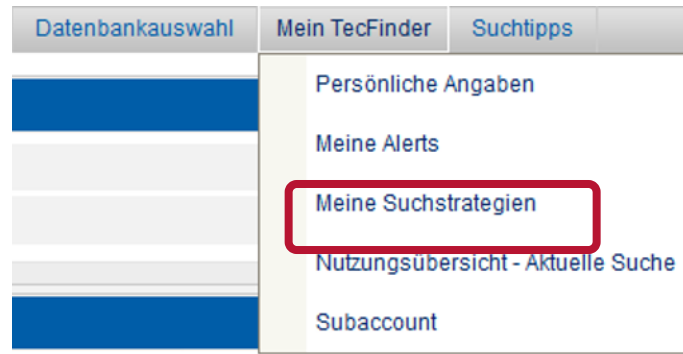 Datenbankauswahl Mein TecFinder Suchtipps
Persönliche Angaben
Meine Alerts
Meine Suchstrategien
Nutzungsübersicht - Aktuelle Suche
Subaccount